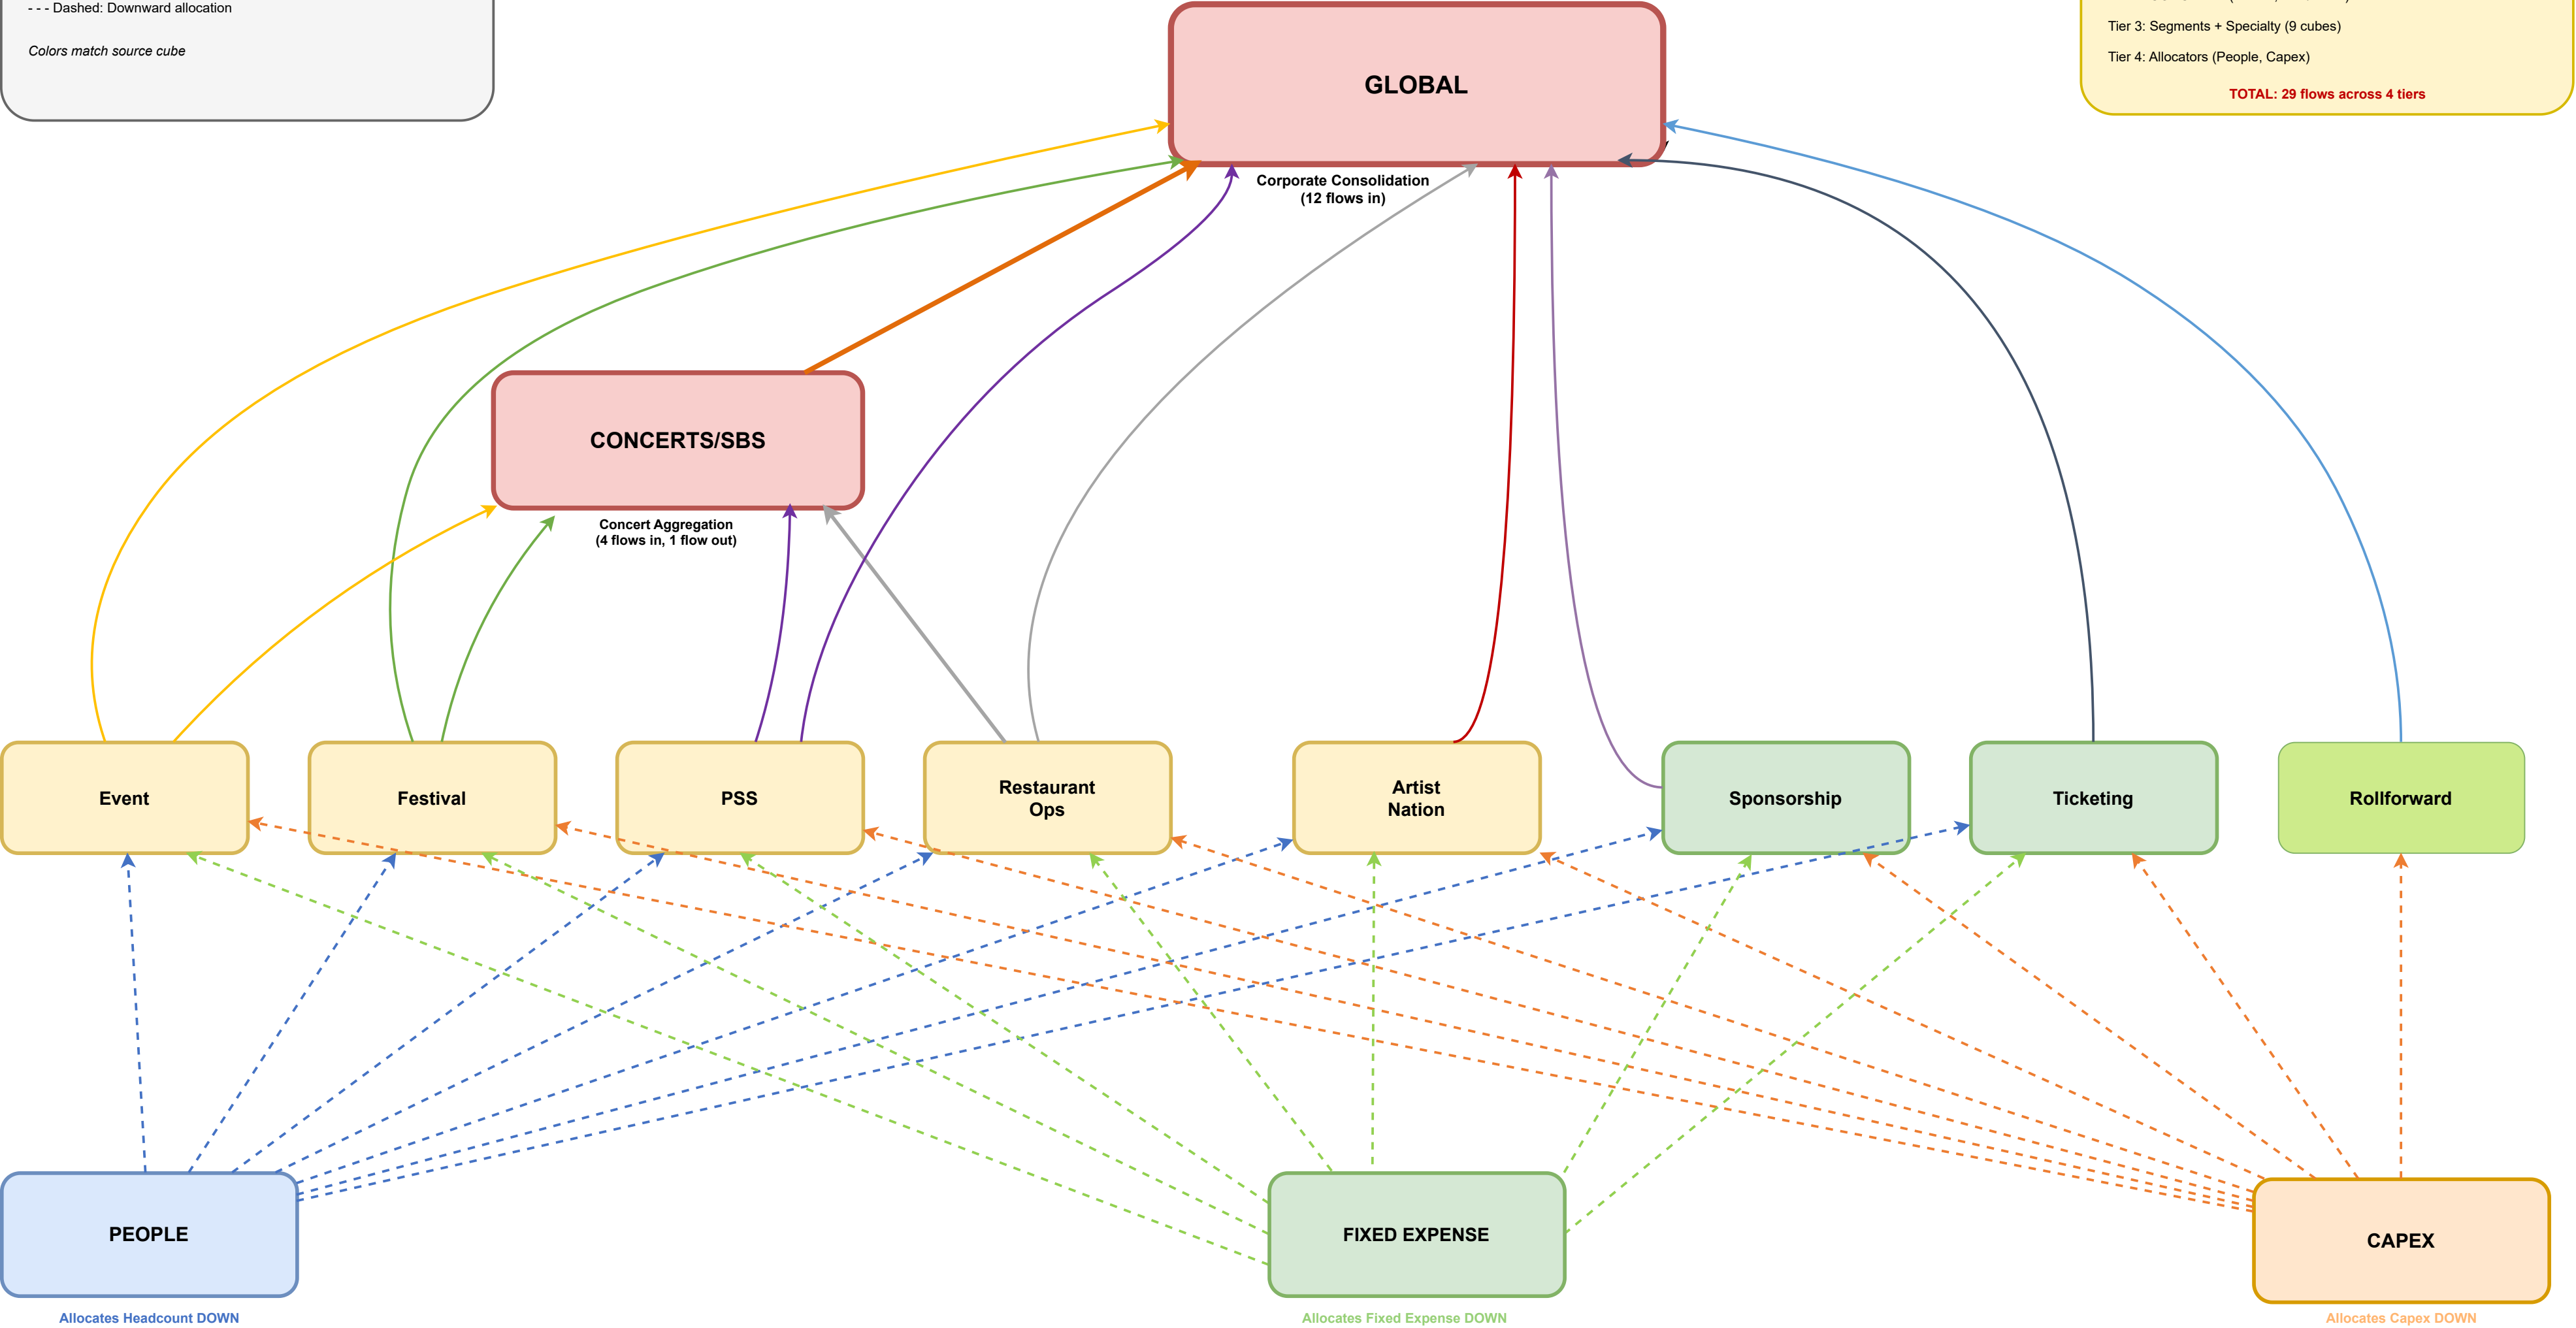 - - - Dashed: Downward allocation
Colors match source cube
Tier 3: Segments + Specialty (9 cubes)
Tier 4: Allocators (People, Capex)
TOTAL: 29 flows across 4 tiers
GLOBAL
Corporate Consolidation
(12 flows in)
CONCERTS/SBS
Concert Aggregation
(4 flows in, 1 flow out)
Event
Festival
PSS
Restaurant
Ops
Artist
Nation
Sponsorship
Ticketing
Rollforward
PEOPLE
FIXED EXPENSE
CAPEX
Allocates Headcount DOWN
Allocates Fixed Expense DOWN
Allocates Capex DOWN